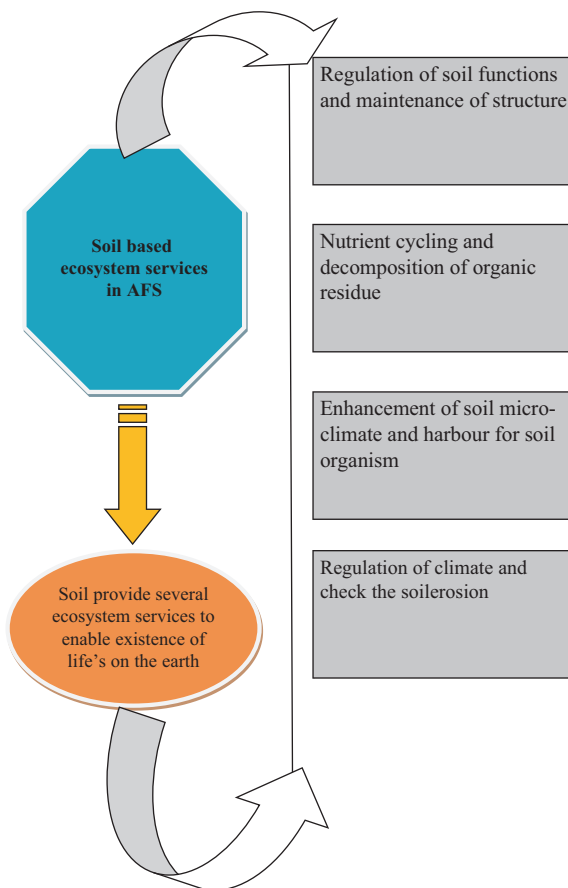 Soil based
ecosystem services
in AFS
Soil provide several
ecosystem services to
enable existence of
life's on the earth
Regulation of soil functions
and maintenance of structure
Nutrient cycling and
decomposition of organic
residue
Enhancement of soil micro-
climate and harbour for soil
organism
Regulation of climate and
check the soilerosion